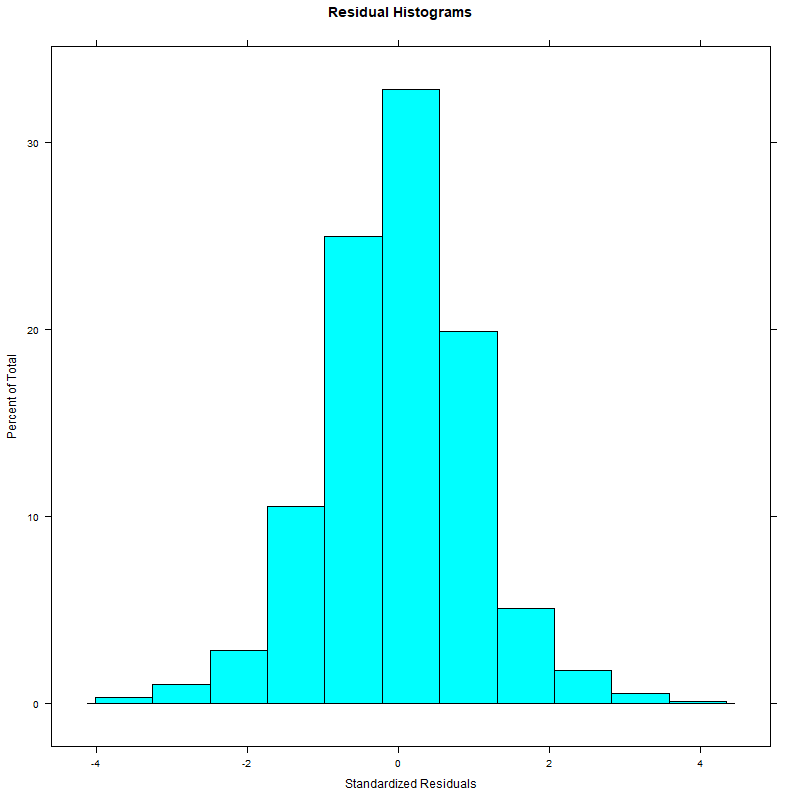 Residual Histograms
30
20
10
0
Percent of Total
-4 -2 0 2 4
Standardized Residuals